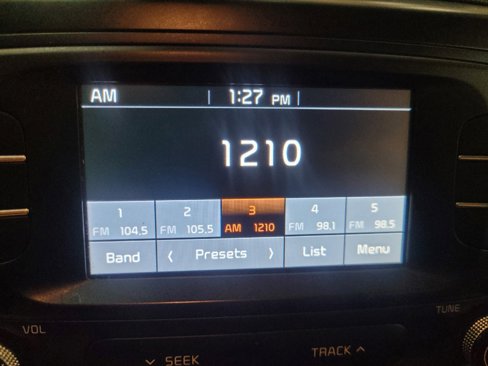 AM 1:27 PM
1210
1 2 3 4 5
FM 104.5 FM 105.5 AM 1210 FM 98.1 FM 98.5
Band Presets List Menu
VOL TUNE
SEEK TRACK